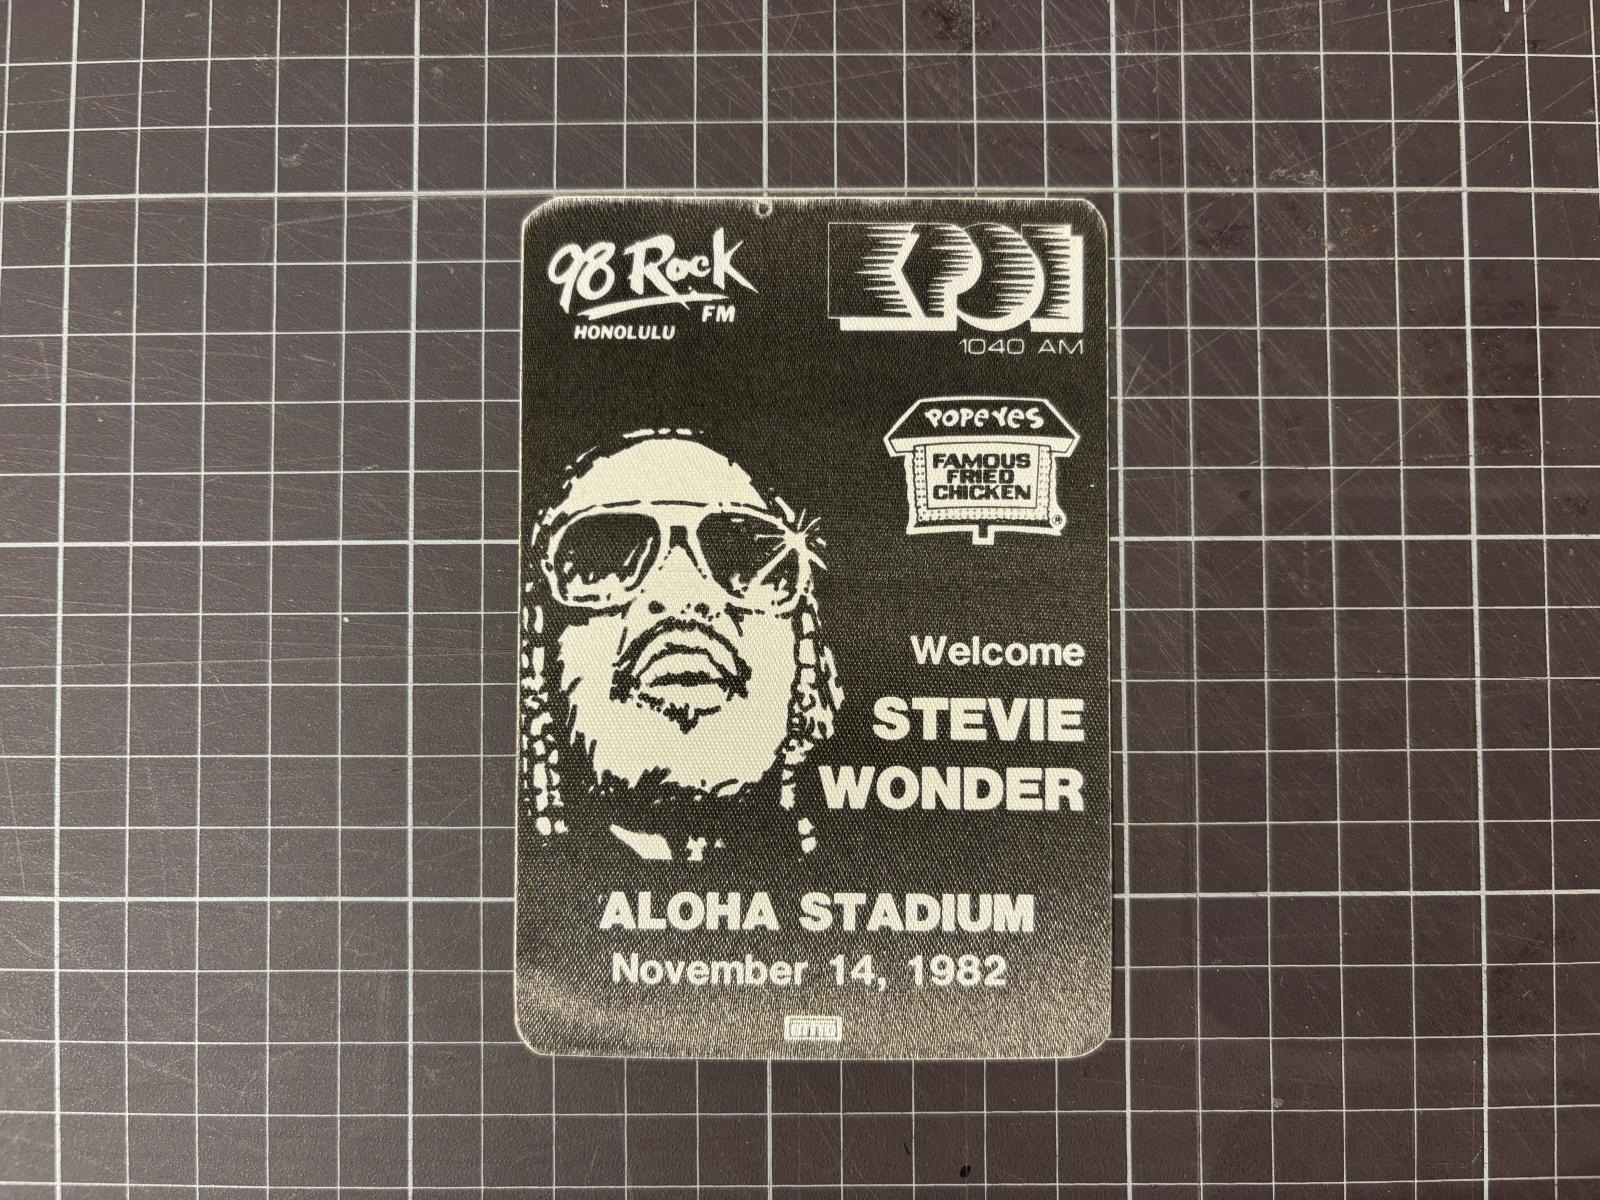 98 Rock
FM
HONOLULU
KPOI
1040 AM
POPEYES
FAMOUS
FRIED
CHICKEN
®
Welcome
STEVIE
WONDER
ALOHA STADIUM
November 14, 1982